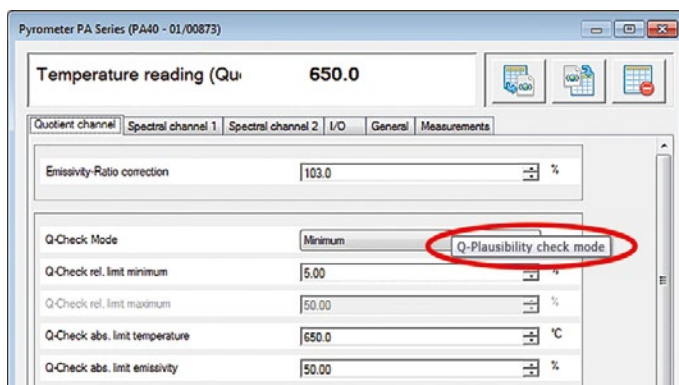 Pyrometer PA Series (PA40 - 01/00873)
Temperature reading (Qu 650.0
Quotient channel Spectral channel 1 Spectral channel 2 I/O General Measurements
Emissivity-Ratio correction 103.0 %
Q-Check Mode Minimum Q-Plausibility check mode
Q-Check rel. limit minimum 5.00 %
Q-Check rel. limit maximum 50.00 %
Q-Check abs. limit temperature 650.0 °C
Q-Check abs. limit emissivity 50.00 %